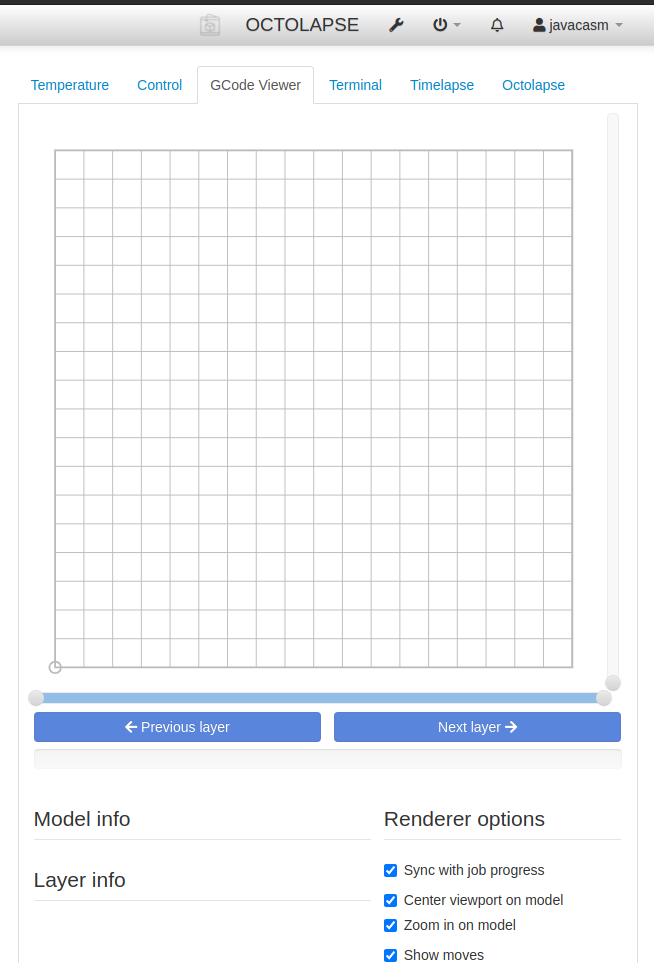 OCTOLAPSE javacasm
Temperature Control GCode Viewer Terminal Timelapse Octolapse
Previous layer Next layer
Model info
Renderer options
Layer info
Sync with job progress
Center viewport on model
Zoom in on model
Show moves